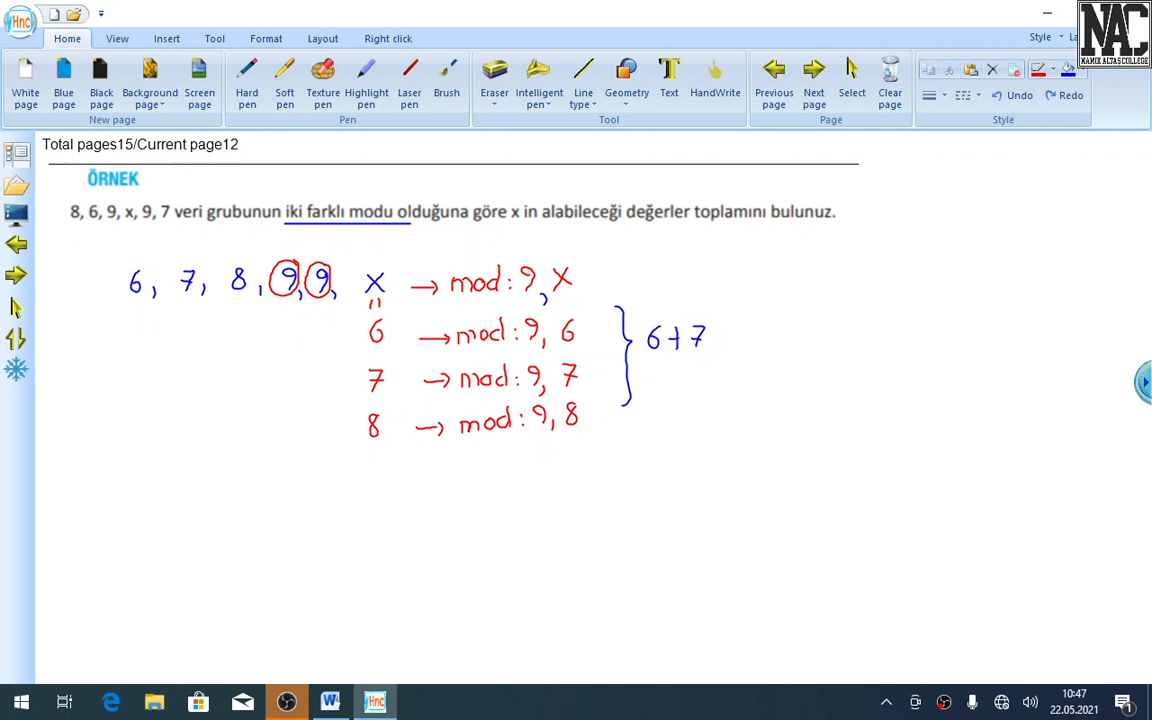 Home View Insert Tool Format Layout Right click Style
NAC
KAMIX ALTAS COLLEGE
White page Blue page Black page Background page Screen page Hard pen Soft pen Texture pen Highlight pen Laser pen Brush Eraser Intelligent pen Line type Geometry Text HandWrite Previous page Next page Select Clear page Undo Redo
New page Pen Tool Page Style
Total pages15/Current page12
ÖRNEK
8, 6, 9, x, 9, 7 veri grubunun iki farklı modu olduğuna göre x in alabileceği değerler toplamını bulunuz.
6, 7, 8, 9, 9, X → mod: 9, X
6 → mod: 9, 6
7 → mod: 9, 7
8 → mod: 9, 8
6+7
Hnc
10:47
22.05.2021